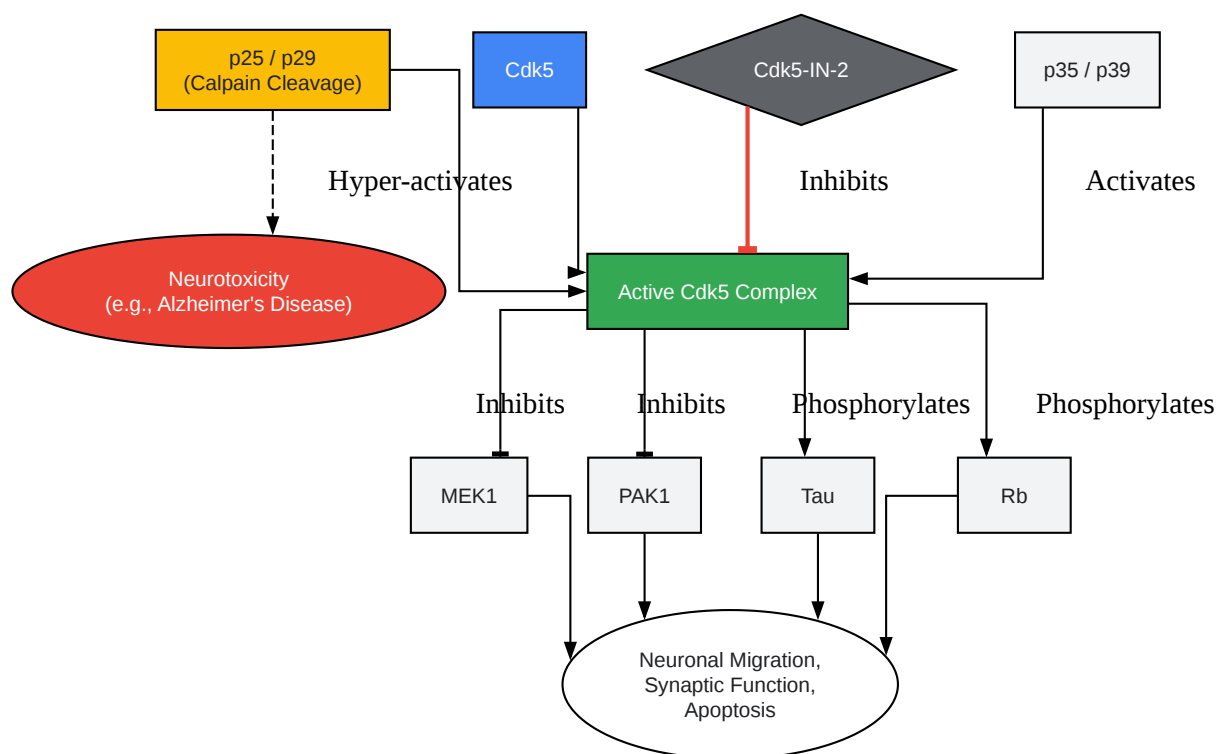 p25 / p29
(Calpain Cleavage)
Cdk5
Cdk5-IN-2
p35 / p39
Hyper-activates
Inhibits
Activates
Neurotoxicity
(e.g., Alzheimer's Disease)
Active Cdk5 Complex
Inhibits
Inhibits
Phosphorylates
Phosphorylates
MEK1
PAK1
Tau
Rb
Neuronal Migration,
Synaptic Function,
Apoptosis